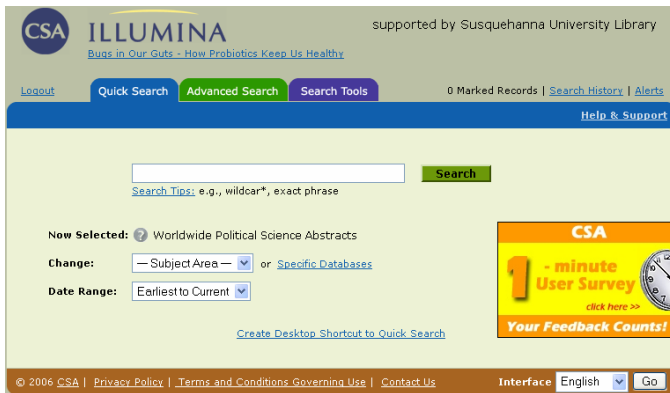 CSA ILLUMINA
supported by Susquehanna University Library
Bugs in Our Guts - How Probiotics Keep Us Healthy
Logout Quick Search Advanced Search Search Tools 0 Marked Records | Search History | Alerts
Help & Support
Search
Search Tips: e.g., wildcar*, exact phrase
Now Selected: ? Worldwide Political Science Abstracts
Change: — Subject Area — or Specific Databases
Date Range: Earliest to Current
Create Desktop Shortcut to Quick Search
CSA
1 - minute
User Survey
click here >>
Your Feedback Counts!
© 2006 CSA | Privacy Policy | Terms and Conditions Governing Use | Contact Us Interface English Go